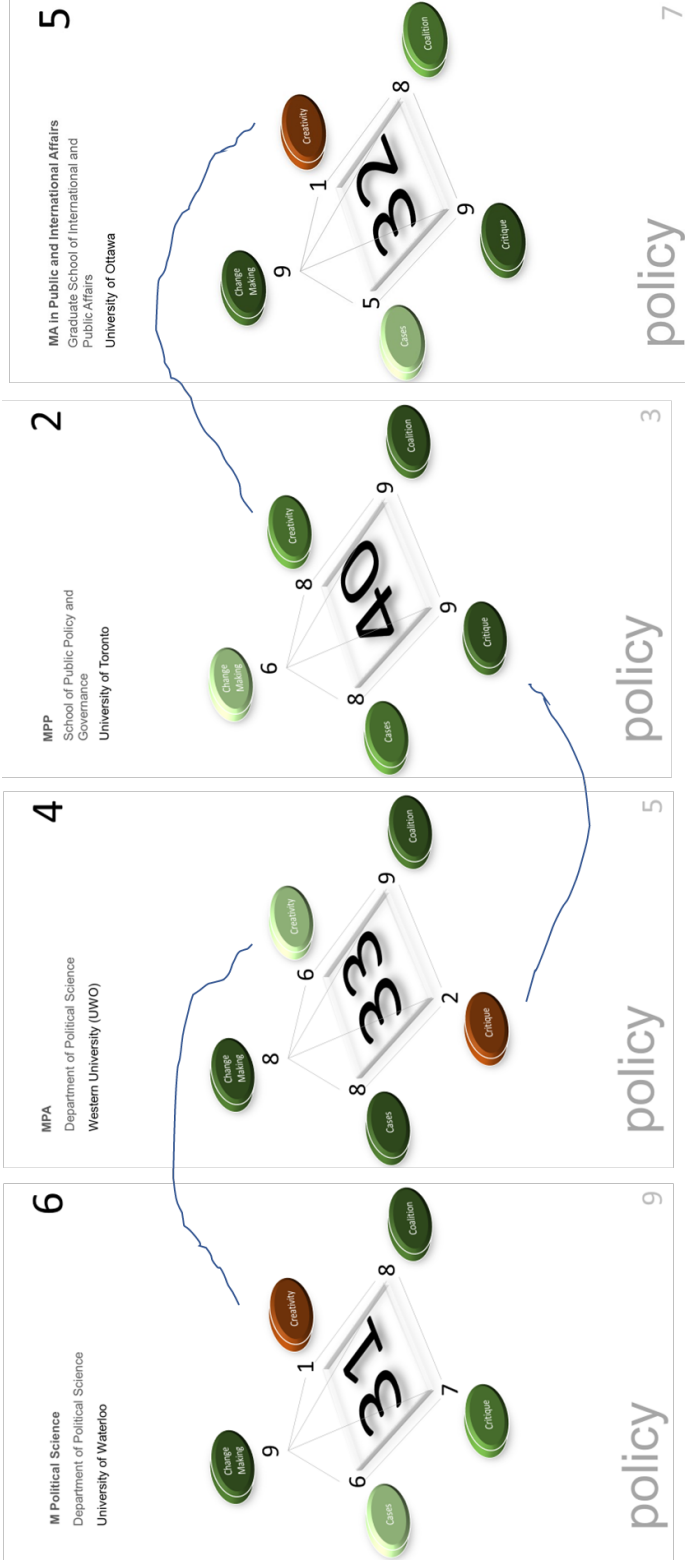 6
M Political Science
Department of Political Science
University of Waterloo
Change
Making
Creativity
9
1
31
8
Coalition
6
Cases
7
Critique
policy
9
4
MPA
Department of Political Science
Western University (UWO)
Change
Making
Creativity
8
6
33
9
Coalition
8
Cases
2
Critique
policy
5
2
MPP
School of Public Policy and
Governance
University of Toronto
Change
Making
Creativity
6
8
40
9
Coalition
8
Cases
9
Critique
policy
3
5
MA in Public and International Affairs
Graduate School of International and
Public Affairs
University of Ottawa
Change
Making
Creativity
9
1
32
8
Coalition
5
Cases
9
Critique
policy
7